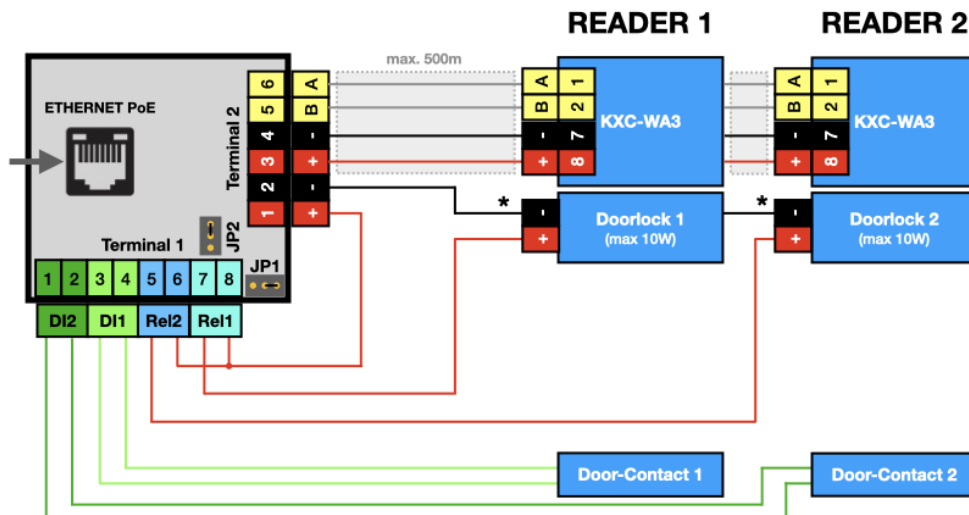 READER 1
READER 2
max. 500m
ETHERNET PoE
Terminal 2
6
5
4
3
2
1
A
B
-
+
-
+
A
B
-
+
1
2
7
8
KXC-WA3
A
B
-
+
1
2
7
8
KXC-WA3
*
-
+
Doorlock 1
(max 10W)
*
-
+
Doorlock 2
(max 10W)
JP2
Terminal 1
JP1
1 2 3 4 5 6 7 8
DI2 DI1 Rel2 Rel1
Door-Contact 1
Door-Contact 2